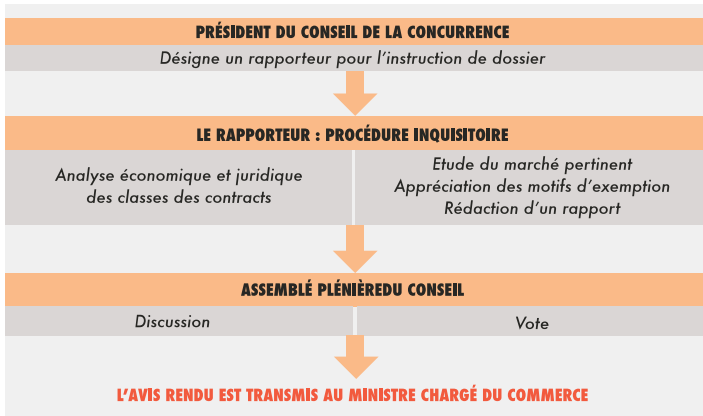 PRÉSIDENT DU CONSEIL DE LA CONCURRENCE
Désigne un rapporteur pour l'instruction de dossier
LE RAPPORTEUR : PROCÉDURE INQUISITOIRE
Analyse économique et juridique
des classes des contracts
Etude du marché pertinent
Appréciation des motifs d'exemption
Rédaction d'un rapport
ASSEMBLÉ PLÉNIÈREDU CONSEIL
Discussion
Vote
L'AVIS RENDU EST TRANSMIS AU MINISTRE CHARGÉ DU COMMERCE